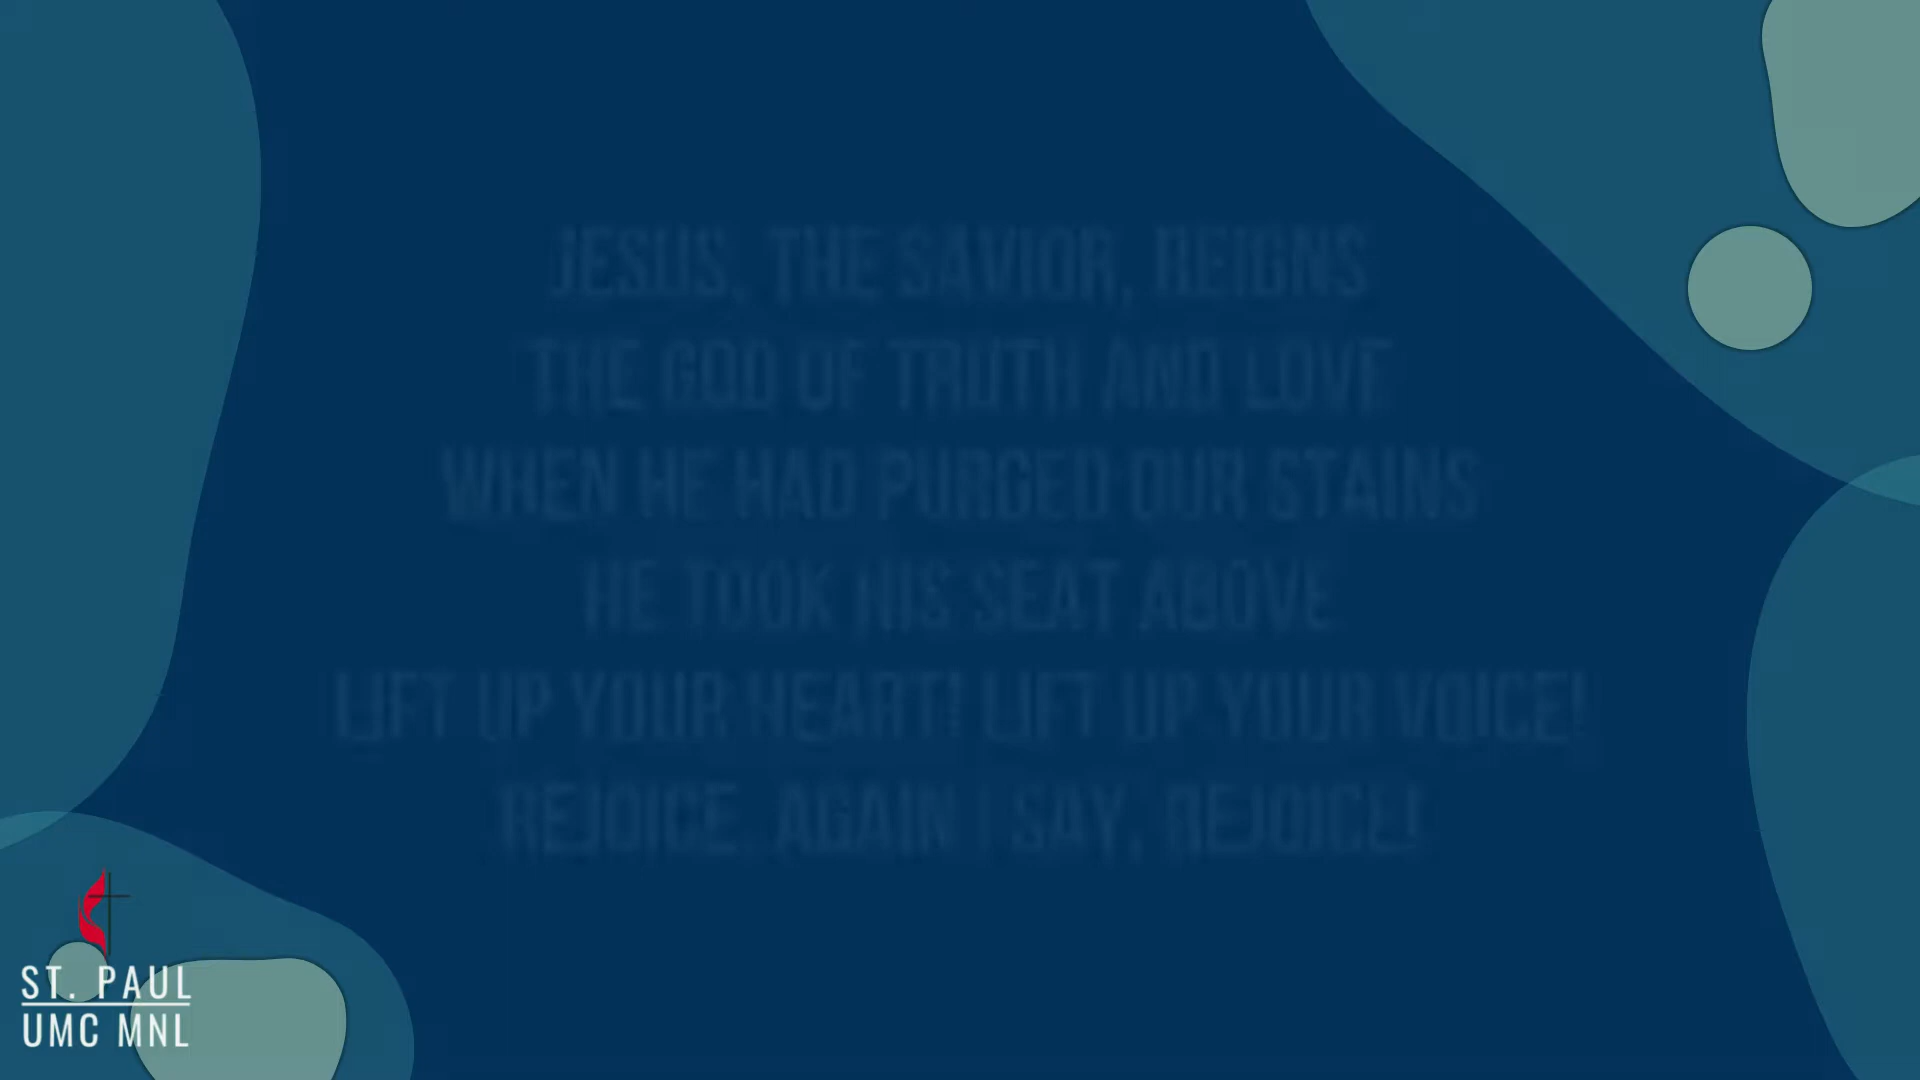 JESUS, THE SAVIOR, REIGNS
THE GOD OF TRUTH AND LOVE
WHEN HE HAD PURGED OUR STAINS
HE TOOK HIS SEAT ABOVE
LIFT UP YOUR HEART! LIFT UP YOUR VOICE!
REJOICE, AGAIN I SAY, REJOICE!
ST. PAUL
UMC MNL